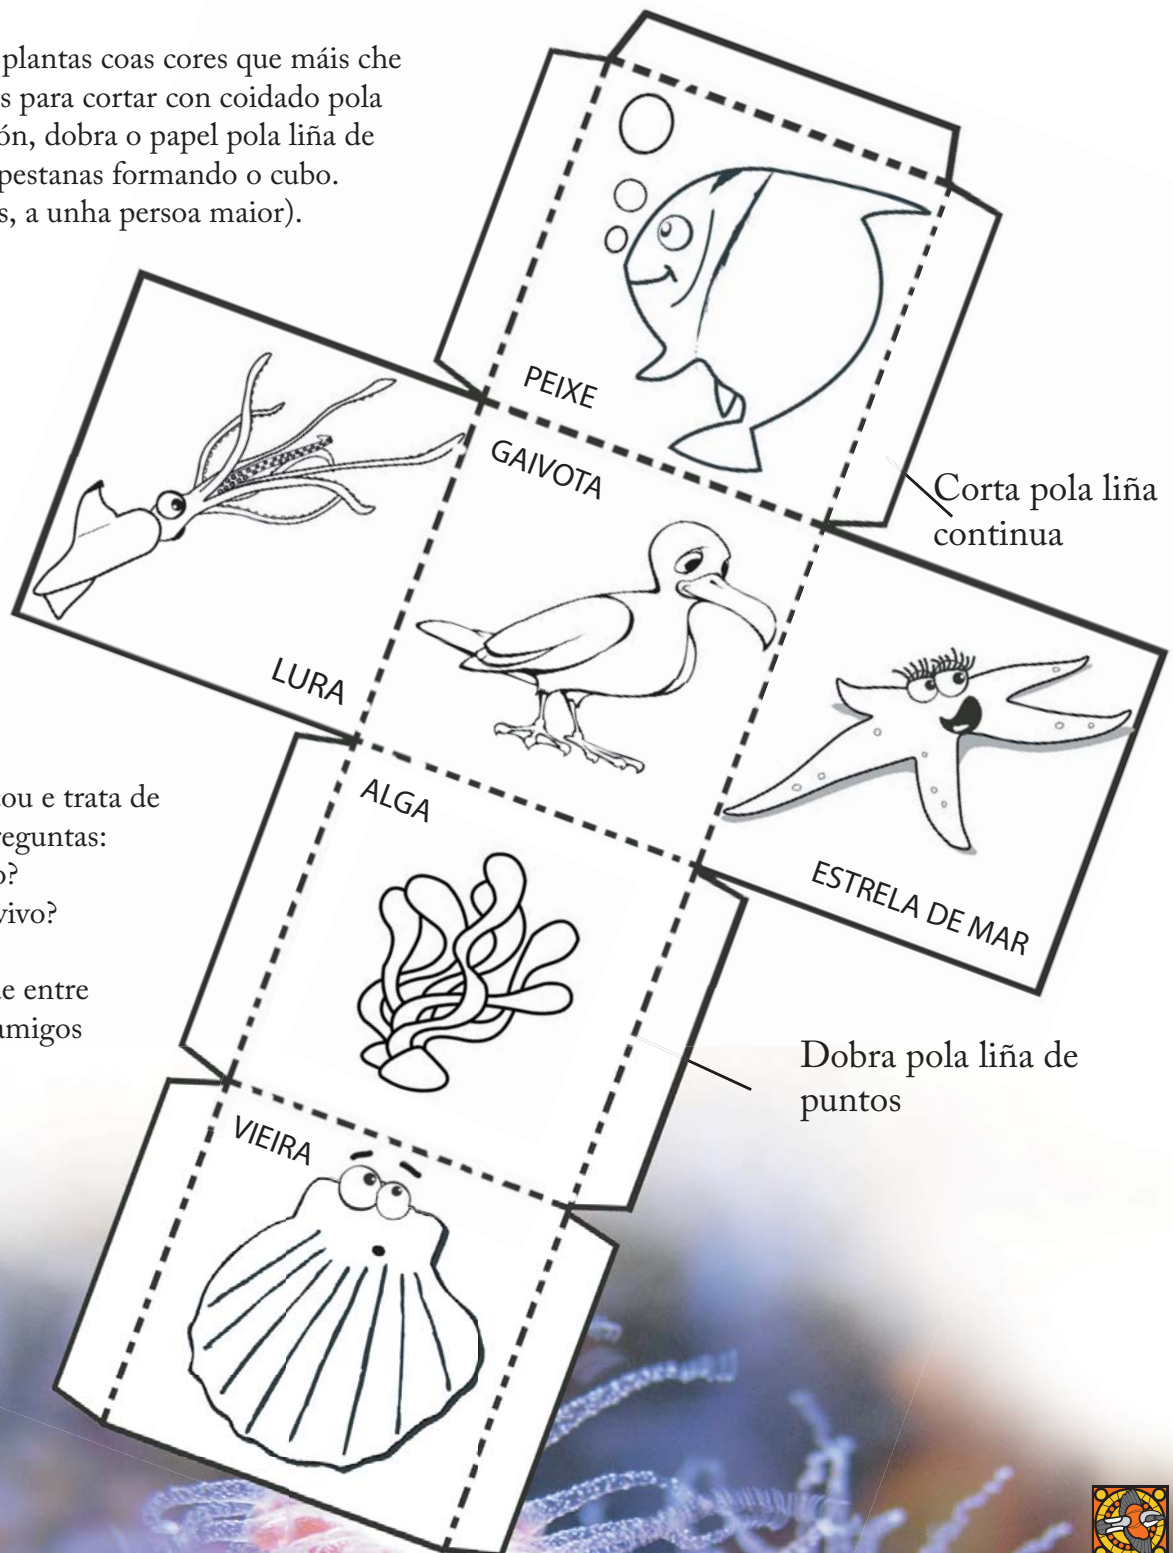 plantas coas cores que máis che
s para cortar con coidado pola
ón, dobra o papel pola liña de
pestanas formando o cubo.
s, a unha persoa maior).
PEIXE
GAIVOTA
Corta pola liña
continua
LURA
ou e trata de
reguntas:
o?
vivo?
ALGA
ESTRELA DE MAR
e entre
amigos
Dobra pola liña de
puntos
VIEIRA